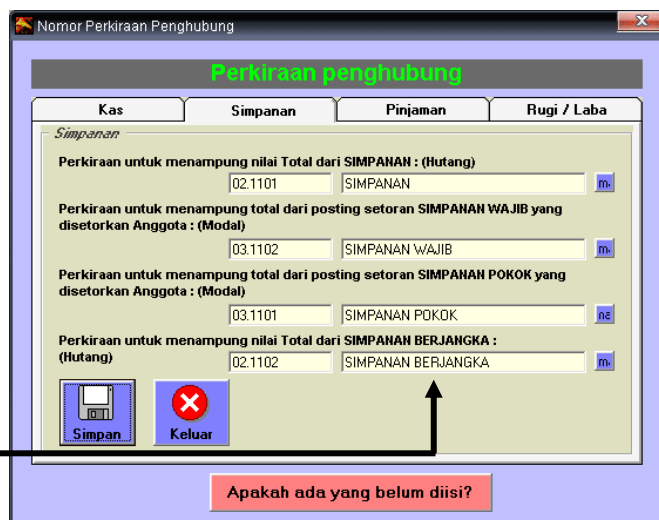 Nomor Perkiraan Penghubung
Perkiraan penghubung
Kas Simpanan Pinjaman Rugi / Laba
Simpanan
Perkiraan untuk menampung nilai Total dari SIMPANAN : (Hutang)
02.1101 SIMPANAN
Perkiraan untuk menampung total dari posting setoran SIMPANAN WAJIB yang
disetorkan Anggota : (Modal)
03.1102 SIMPANAN WAJIB
Perkiraan untuk menampung total dari posting setoran SIMPANAN POKOK yang
disetorkan Anggota : (Modal)
03.1101 SIMPANAN POKOK
Perkiraan untuk menampung nilai Total dari SIMPANAN BERJANGKA :
(Hutang) 02.1102 SIMPANAN BERJANGKA
Simpan Keluar
Apakah ada yang belum diisi?